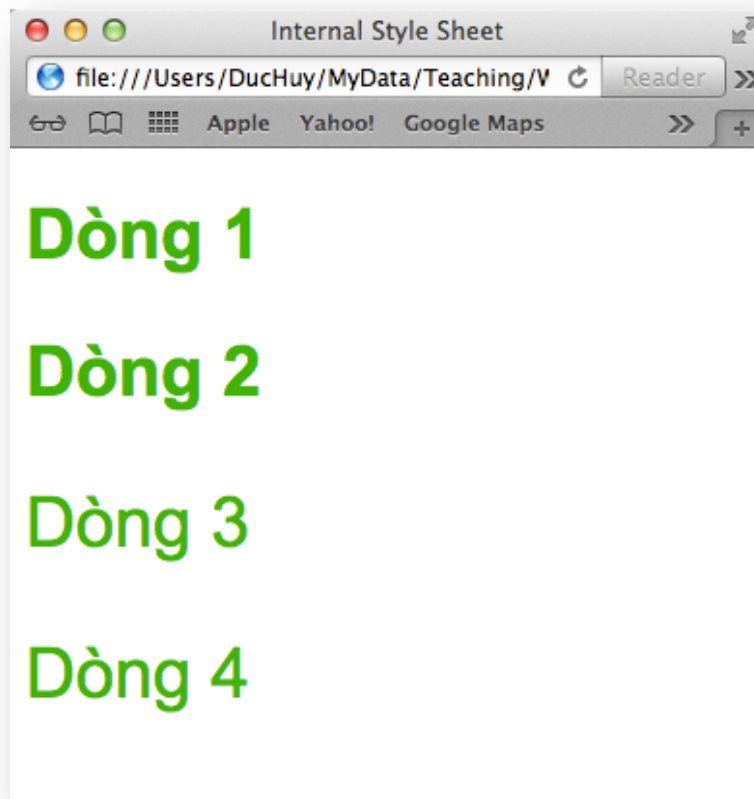 Internal Style Sheet
file:///Users/DucHuy/MyData/Teaching/W Reader
Apple Yahoo! Google Maps
Dòng 1
Dòng 2
Dòng 3
Dòng 4